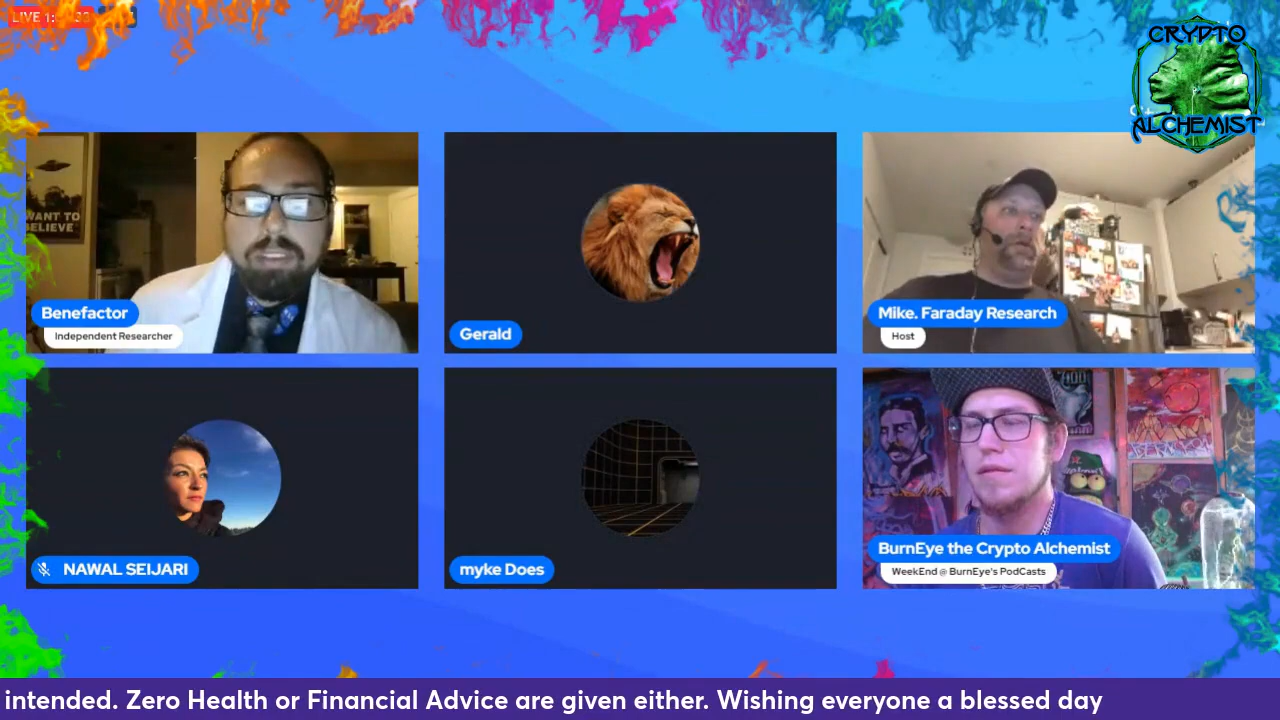 LIVE
CRYPTO
ALCHEMIST
WANT TO
BELIEVE
Benefactor
Independent Researcher
Gerald
Mike. Faraday Research
Host
NAWAL SEIJARI
myke Does
BurnEye the Crypto Alchemist
WeekEnd @ BurnEye's PodCasts
intended. Zero Health or Financial Advice are given either. Wishing everyone a blessed day